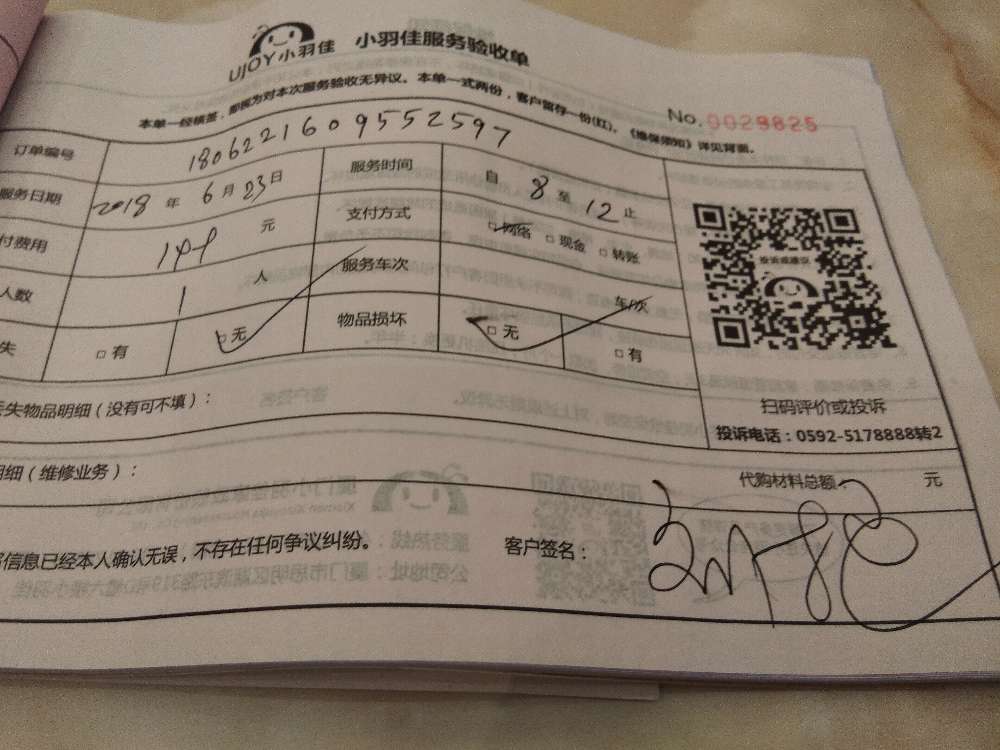 UJOY小羽佳 小羽佳服务验收单
本单一经核签，即视为对本次服务验收无异议。本单一式两份，客户留存一份(红)，《维保须知》详见背面。
No. 0029825
订单编号 1806221609552597
服务日期 2018 年 6 月 23 日 服务时间 自 8 至 12 止
付费用 元 支付方式 □网络 □现金 □转账
人数 1 人 服务车次 车/次
失 □有 □无 物品损坏 □无 □有
投诉或建议
扫码评价或投诉
投诉电话：0592-5178888转2
丢失物品明细（没有可不填）：
明细（维修业务）： 代购材料总额： 元
信息已经本人确认无误，不存在任何争议纠纷。 客户签名：